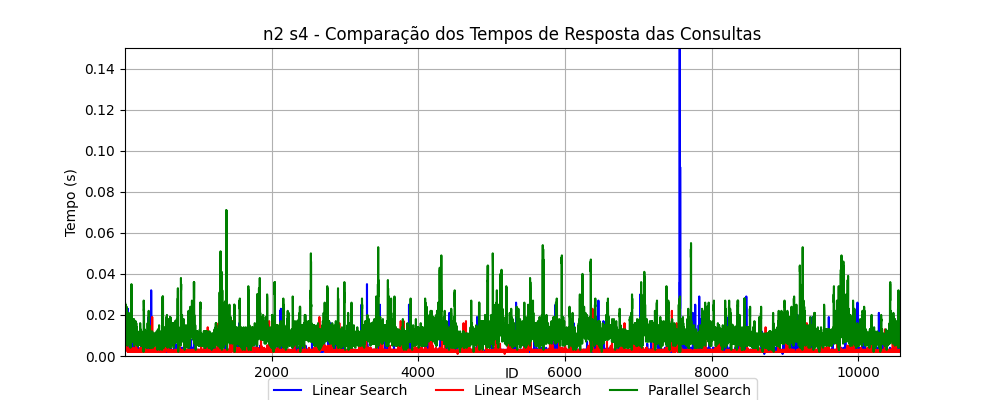 n2 s4 - Comparação dos Tempos de Resposta das Consultas
Tempo (s)
0.14
0.12
0.10
0.08
0.06
0.04
0.02
0.00
2000 4000 6000 8000 10000
ID
Linear Search Linear MSearch Parallel Search